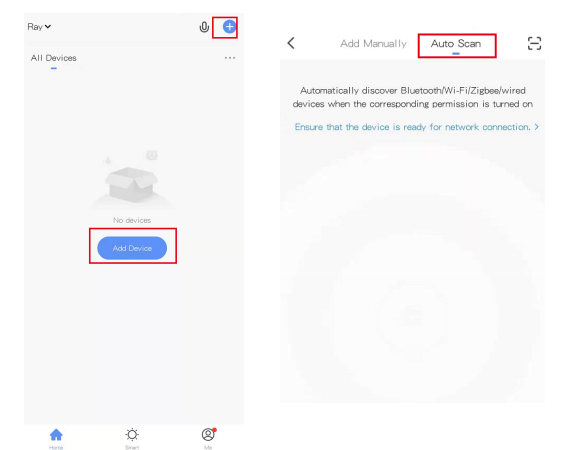 Ray
All Devices
No devices
Add Device
Home
Smart
Me
Add Manually
Auto Scan
Automatically discover Bluetooth/Wi-Fi/Zigbee/wired
devices when the corresponding permission is turned on
Ensure that the device is ready for network connection. >